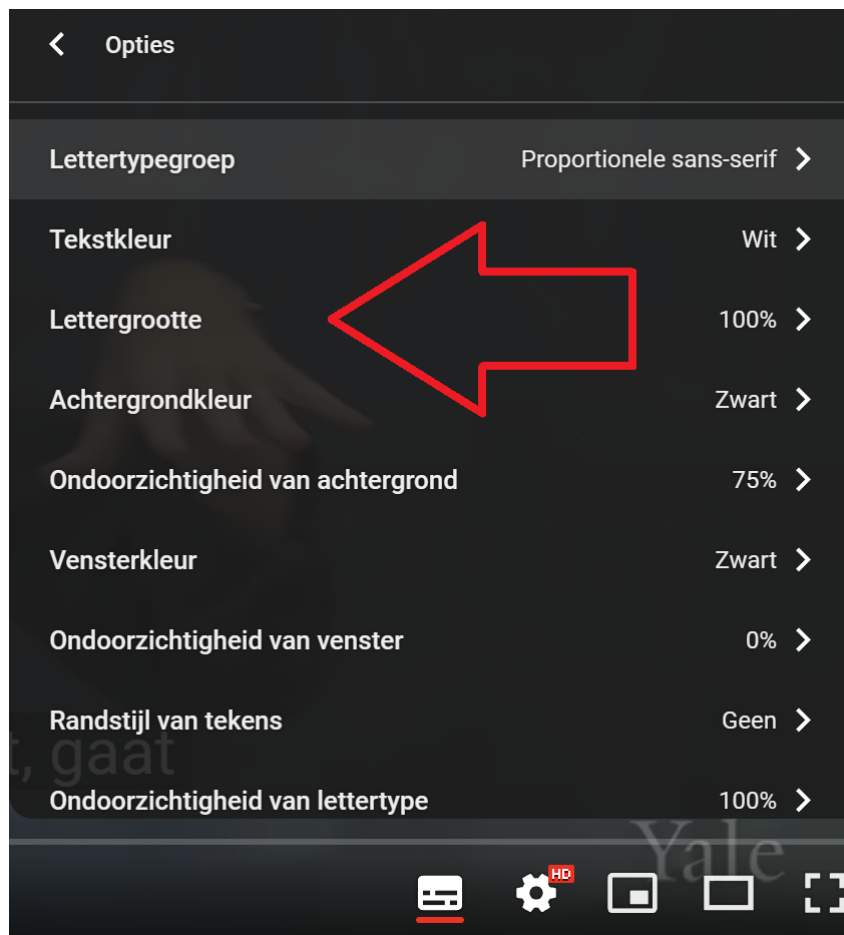 Opties
Lettertypegroep Proportionele sans-serif
Tekstkleur Wit
Lettergrootte 100%
Achtergrondkleur Zwart
Ondoorzichtigheid van achtergrond 75%
Vensterkleur Zwart
Ondoorzichtigheid van venster 0%
Randstijl van tekens Geen
t, gaat
Ondoorzichtigheid van lettertype 100%
Yale
HD